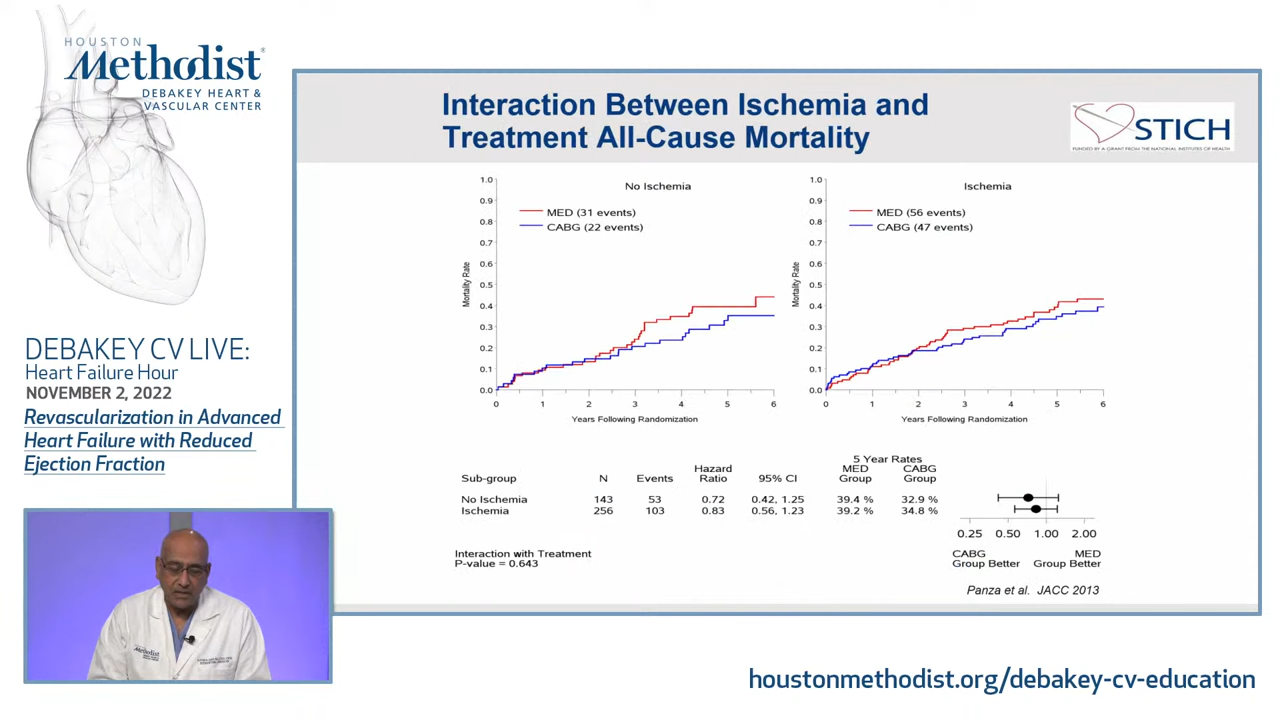 HOUSTON
Methodist®
DEBAKEY HEART &
VASCULAR CENTER
DEBAKEY CV LIVE:
Heart Failure Hour
NOVEMBER 2, 2022
Revascularization in Advanced
Heart Failure with Reduced
Ejection Fraction
Interaction Between Ischemia and
Treatment All-Cause Mortality
STICH
FUNDED BY A GRANT FROM THE NATIONAL INSTITUTES OF HEALTH
No Ischemia
MED (31 events)
CABG (22 events)
Mortality Rate
1.0
0.9
0.8
0.7
0.6
0.5
0.4
0.3
0.2
0.1
0.0
0 1 2 3 4 5 6
Years Following Randomization
Ischemia
MED (56 events)
CABG (47 events)
Mortality Rate
1.0
0.9
0.8
0.7
0.6
0.5
0.4
0.3
0.2
0.1
0.0
0 1 2 3 4 5 6
Years Following Randomization
5 Year Rates
Hazard MED CABG
Sub-group N Events Ratio 95% CI Group Group
No Ischemia 143 53 0.72 0.42, 1.25 39.4 % 32.9 %
Ischemia 256 103 0.83 0.56, 1.23 39.2 % 34.8 %
0.25 0.50 1.00 2.00
CABG MED
Group Better Group Better
Interaction with Treatment
P-value = 0.643
Panza et al. JACC 2013
Methodist
houstonmethodist.org/debakey-cv-education